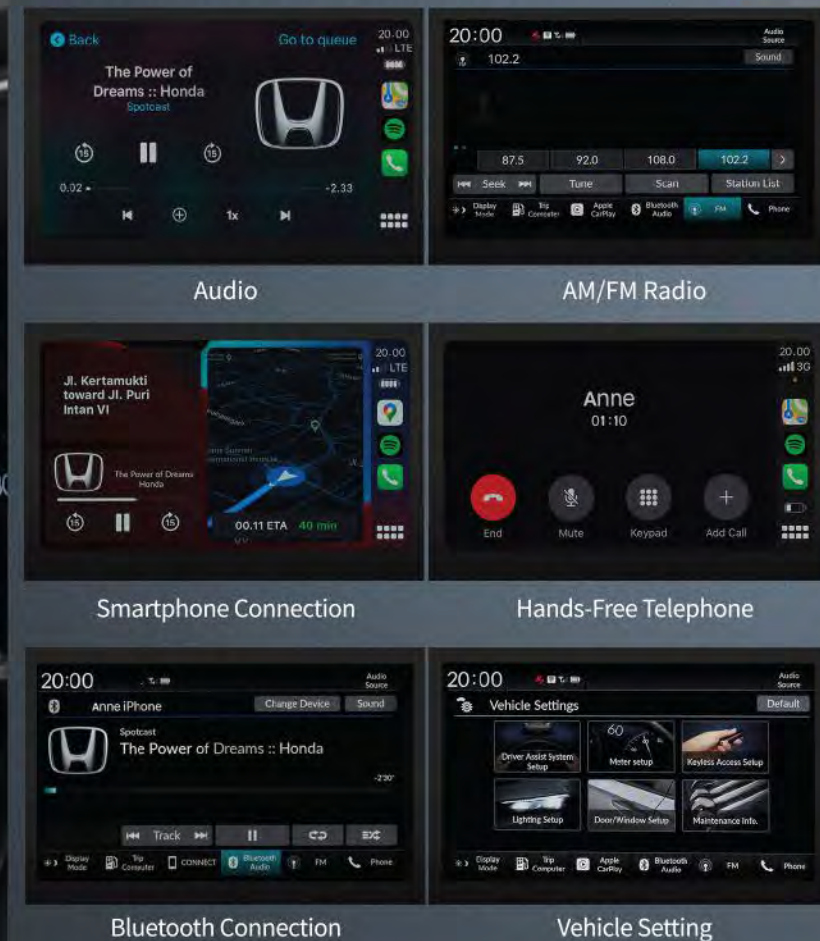 Back
Go to queue
20.00
LTE
The Power of
Dreams :: Honda
Spotcast
15
15
0.02
-2.33
1x
Audio
20:00
Audio
Source
102.2
Sound
87.5
92.0
108.0
102.2
Seek
Tune
Scan
Station List
Display
Mode
Trip
Computer
Apple
CarPlay
Bluetooth
Audio
FM
Phone
AM/FM Radio
Jl. Kertamukti
toward Jl. Puri
Intan VI
20.00
LTE
The Power of Dreams
Honda
15
15
00.11 ETA
40 min
Smartphone Connection
20.00
3G
Anne
01:10
End
Mute
Keypad
Add Call
Hands-Free Telephone
20:00
Audio
Source
Anne iPhone
Change Device
Sound
Spotcast
The Power of Dreams :: Honda
-2'30"
Track
Display
Mode
Trip
Computer
CONNECT
Bluetooth
Audio
FM
Phone
Bluetooth Connection
20:00
Audio
Source
Vehicle Settings
Default
Driver Assist System
Setup
60
Meter setup
Keyless Access Setup
Lighting Setup
Door/Window Setup
Maintenance Info.
Display
Mode
Trip
Computer
Apple
CarPlay
Bluetooth
Audio
FM
Phone
Vehicle Setting